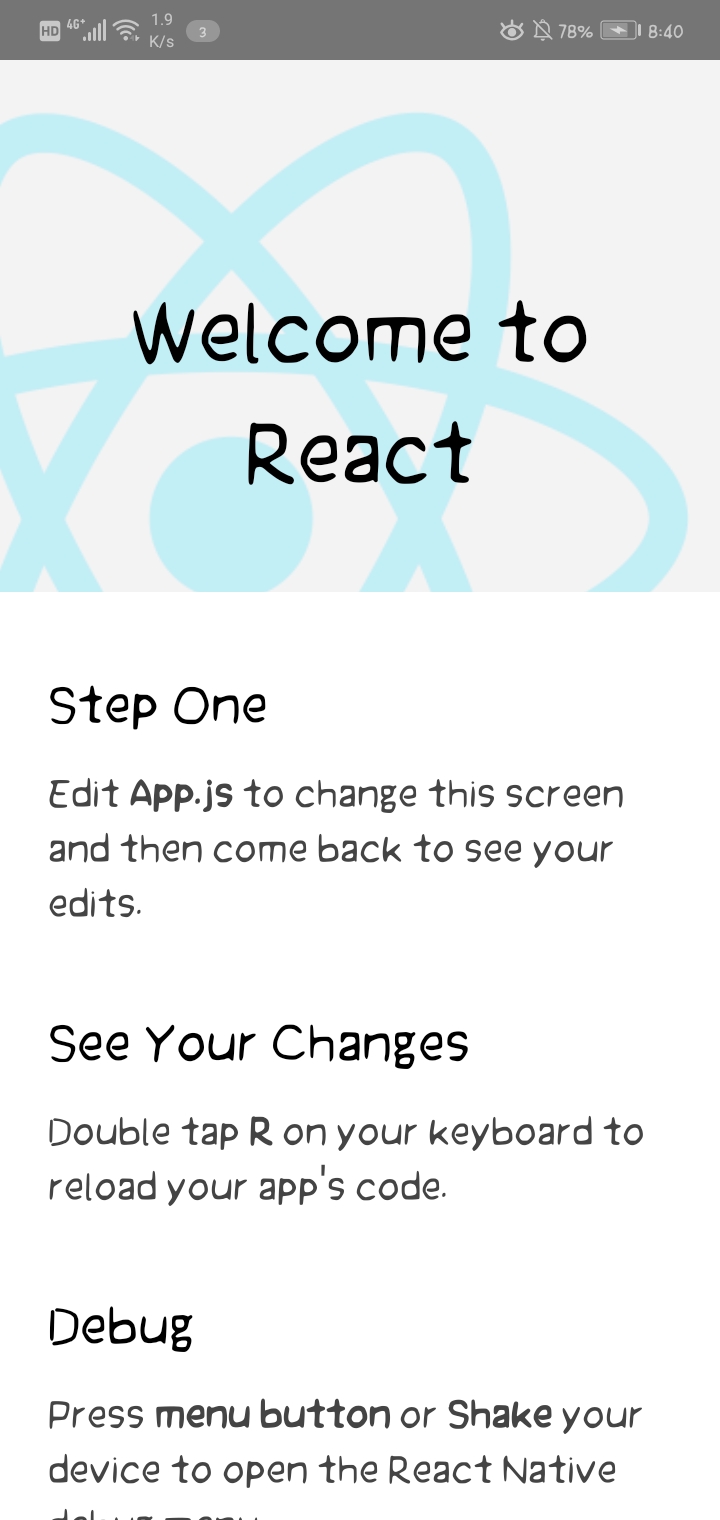 HD 4G+ 1.9 K/s 3 78% 8:40
Welcome to
React
Step One
Edit App.js to change this screen
and then come back to see your
edits.
See Your Changes
Double tap R on your keyboard to
reload your app's code.
Debug
Press menu button or Shake your
device to open the React Native
debug menu.